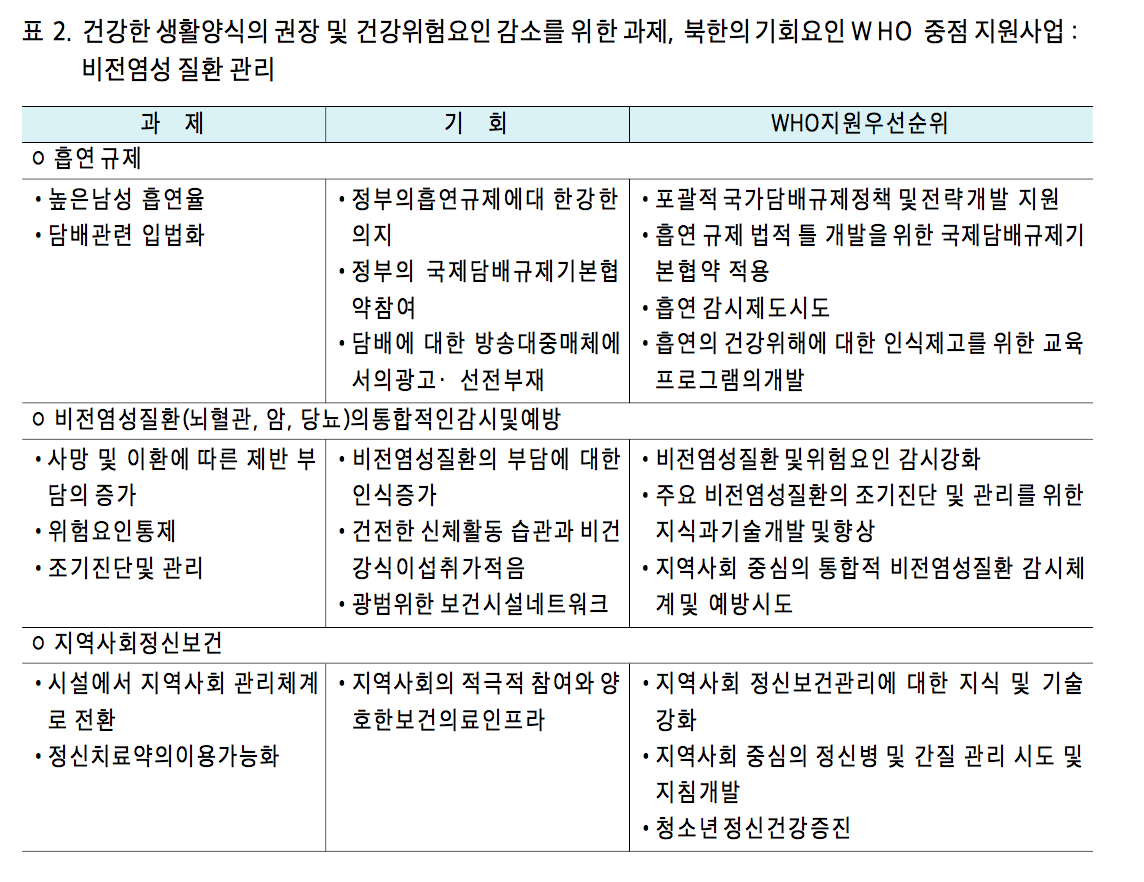 표 2. 건강한 생활양식의 권장 및 건강위험요인 감소를 위한 과제, 북한의 기회요인 WHO 중점 지원사업 :
비전염성 질환 관리
과 제
기 회
WHO지원우선순위
ㅇ 흡연 규제
• 높은남성 흡연율
• 담배관련 입법화
• 정부의흡연규제에대 한강한
의지
• 정부의 국제담배규제기본협
약참여
• 담배에 대한 방송대중매체에
서의광고· 선전부재
• 포괄적 국가담배규제정책 및전략개발 지원
• 흡연 규제 법적 틀 개발을 위한 국제담배규제기
본협약 적용
• 흡연 감시제도시도
• 흡연의 건강위해에 대한 인식제고를 위한 교육
프로그램의개발
ㅇ 비전염성질환(뇌혈관, 암, 당뇨)의통합적인감시및예방
• 사망 및 이환에 따른 제반 부
담의 증가
• 위험요인통제
• 조기진단및 관리
• 비전염성질환의 부담에 대한
인식증가
• 건전한 신체활동 습관과 비건
강식이섭취가적음
• 광범위한 보건시설네트워크
• 비전염성질환 및위험요인 감시강화
• 주요 비전염성질환의 조기진단 및 관리를 위한
지식과기술개발 및향상
• 지역사회 중심의 통합적 비전염성질환 감시체
계및 예방시도
ㅇ 지역사회정신보건
• 시설에서 지역사회 관리체계
로 전환
• 정신치료약의이용가능화
• 지역사회의 적극적 참여와 양
호한보건의료인프라
• 지역사회 정신보건관리에 대한 지식 및 기술
강화
• 지역사회 중심의 정신병 및 간질 관리 시도 및
지침개발
• 청소년 정신건강증진